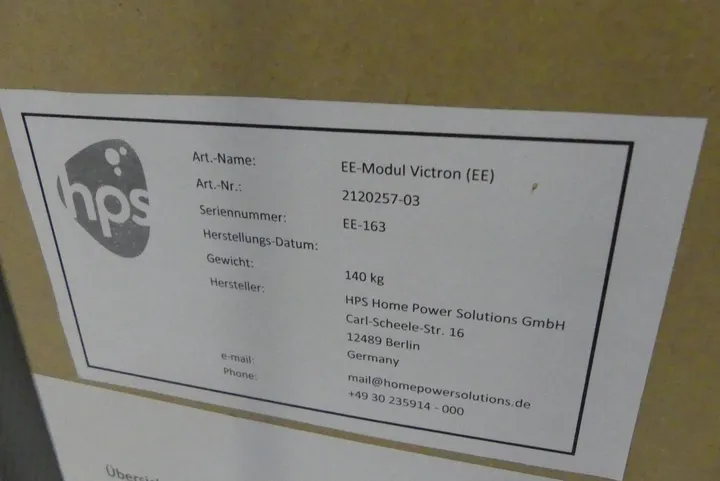 hps
Art.-Name: EE-Modul Victron (EE)
Art.-Nr.: 2120257-03
Seriennummer: EE-163
Herstellungs-Datum:
Gewicht: 140 kg
Hersteller: HPS Home Power Solutions GmbH
Carl-Scheele-Str. 16
12489 Berlin
Germany
e-mail: mail@homepowersolutions.de
Phone: +49 30 235914 - 000